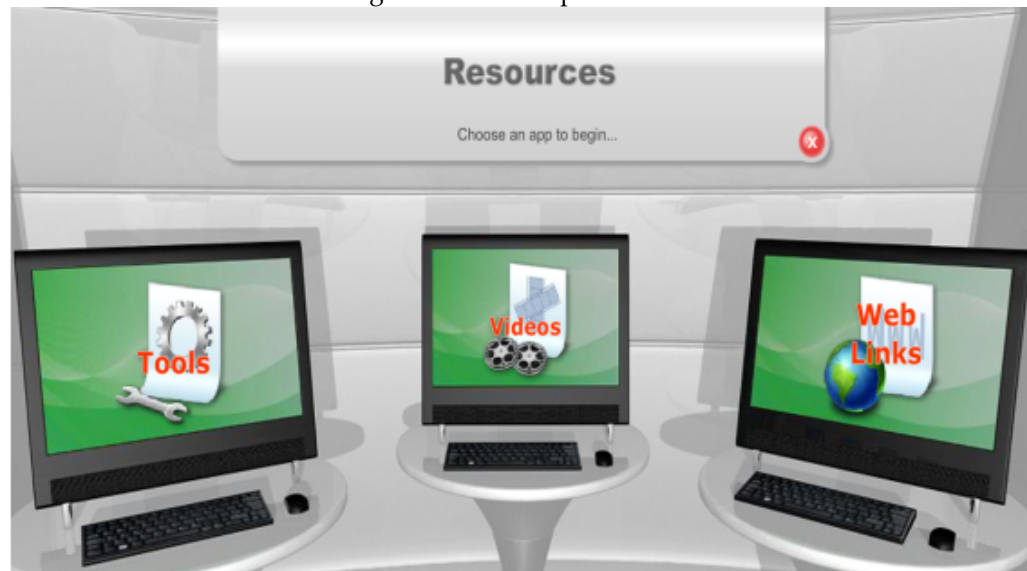 Resources
Choose an app to begin...
x
Tools
Videos
Web
Links